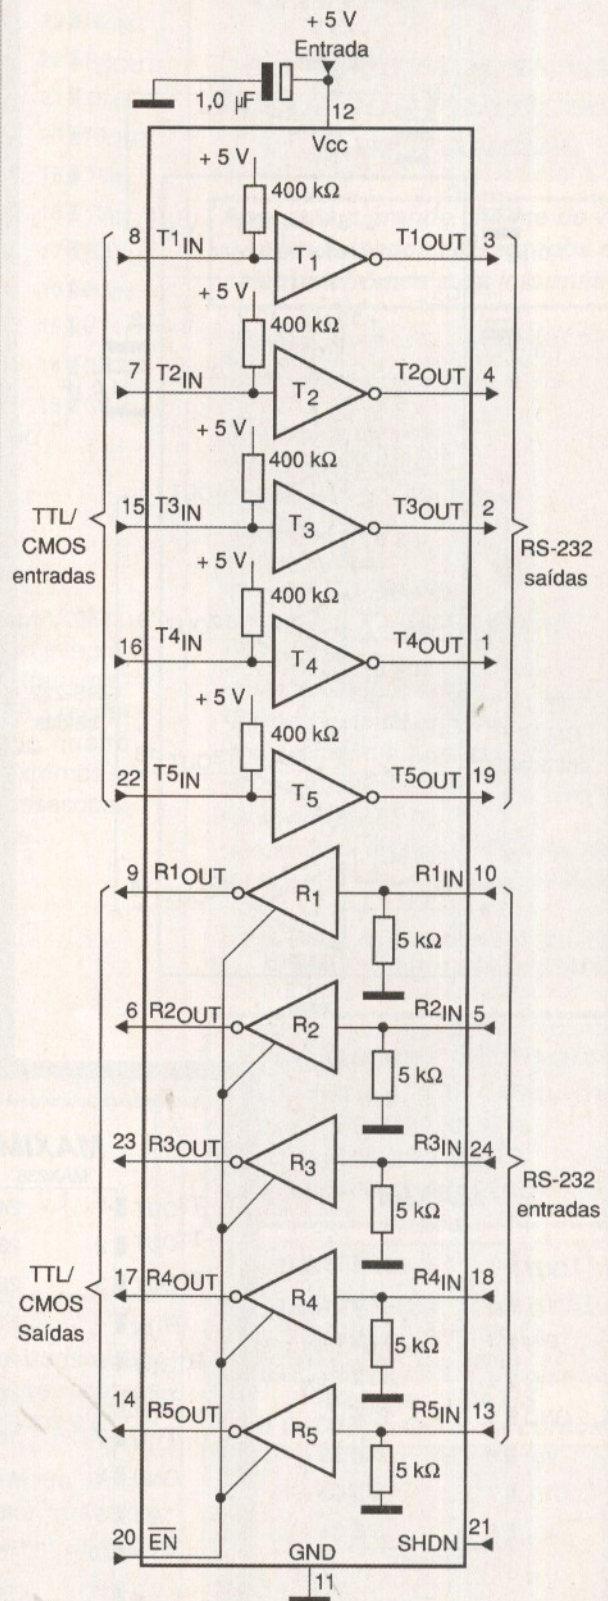 + 5 V
Entrada
1,0 µF
12
Vcc
+ 5 V
400 kΩ
8 T1IN T1 T1OUT 3
+ 5 V
400 kΩ
7 T2IN T2 T2OUT 4
+ 5 V
400 kΩ
15 T3IN T3 T3OUT 2
TTL/
CMOS
entradas
RS-232
saídas
+ 5 V
400 kΩ
16 T4IN T4 T4OUT 1
+ 5 V
400 kΩ
22 T5IN T5 T5OUT 19
9 R1OUT R1 R1IN 10
5 kΩ
6 R2OUT R2 R2IN 5
5 kΩ
23 R3OUT R3 R3IN 24
5 kΩ
RS-232
entradas
TTL/
CMOS
Saídas
17 R4OUT R4 R4IN 18
5 kΩ
14 R5OUT R5 R5IN 13
5 kΩ
20 E̅N̅ SHDN 21
GND
11